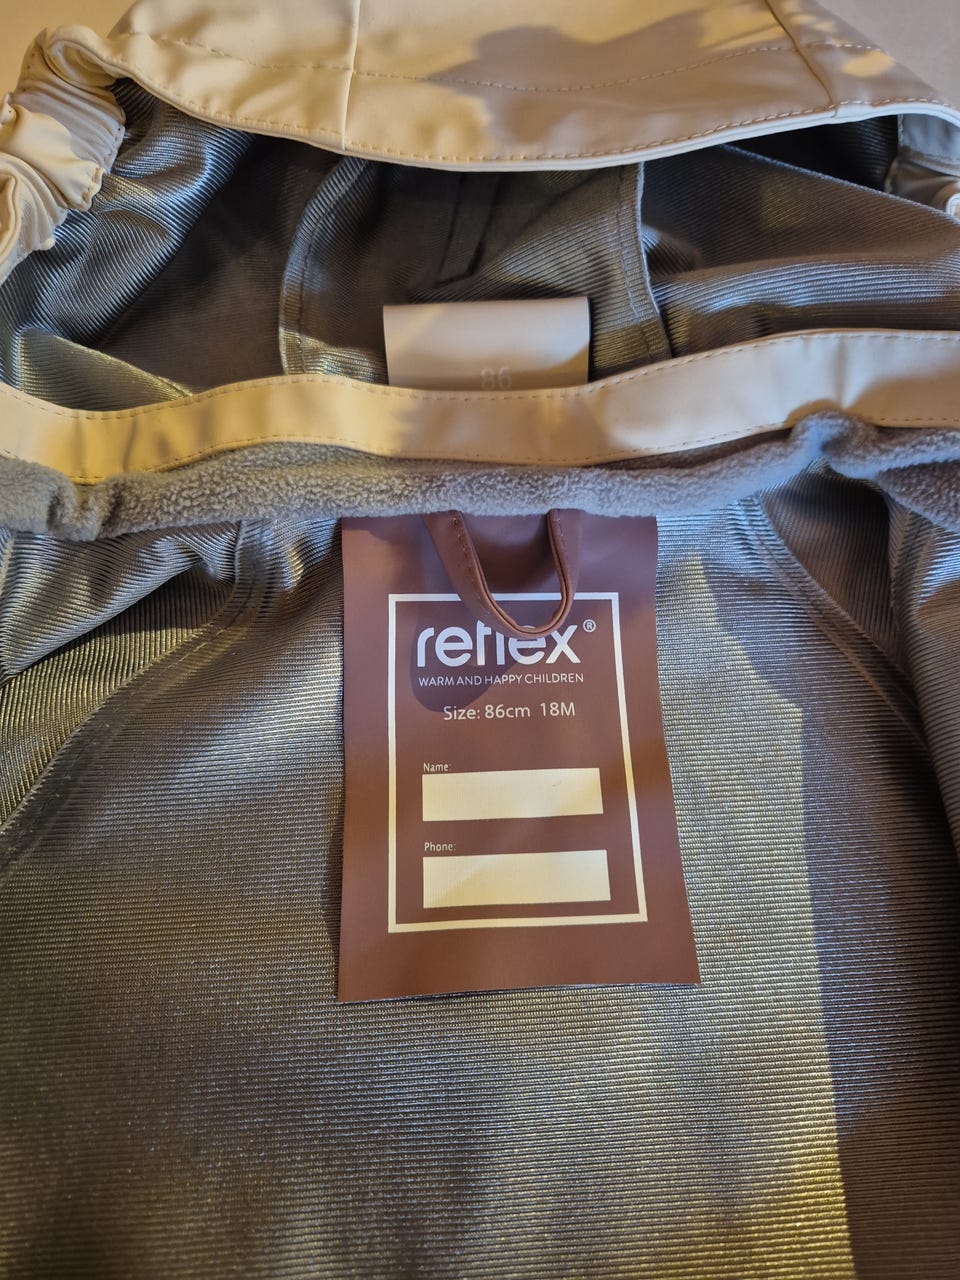 86
reflex®
WARM AND HAPPY CHILDREN
Size: 86cm 18M
Name:
Phone: